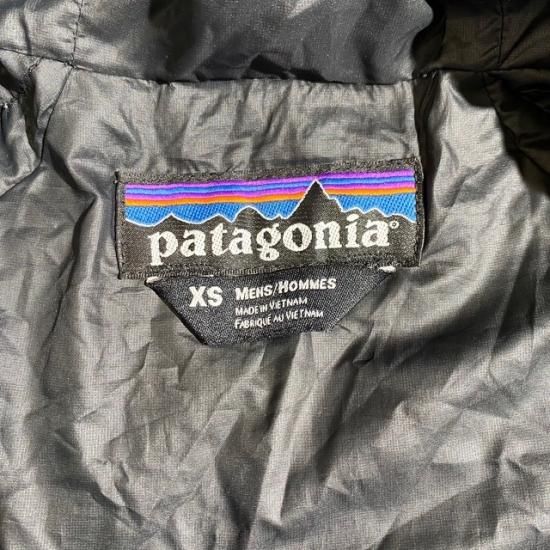 patagonia®
XS MENS/HOMMES
MADE IN VIETNAM
FABRIQUÉ AU VIETNAM